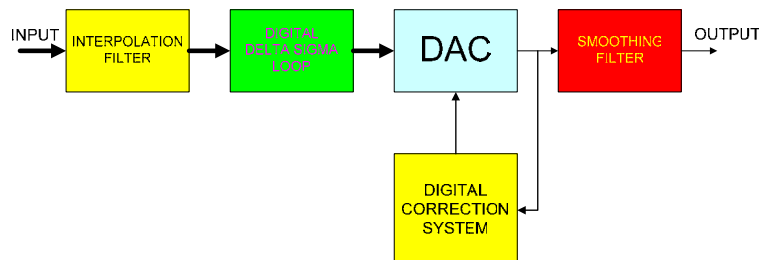 INPUT
INTERPOLATION
FILTER
DIGITAL
DELTA SIGMA
LOOP
DAC
SMOOTHING
FILTER
OUTPUT
DIGITAL
CORRECTION
SYSTEM